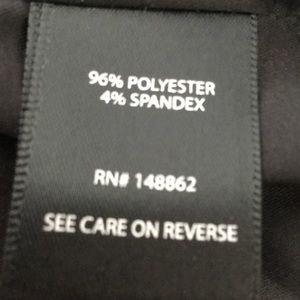 96% POLYESTER
4% SPANDEX
RN# 148862
SEE CARE ON REVERSE